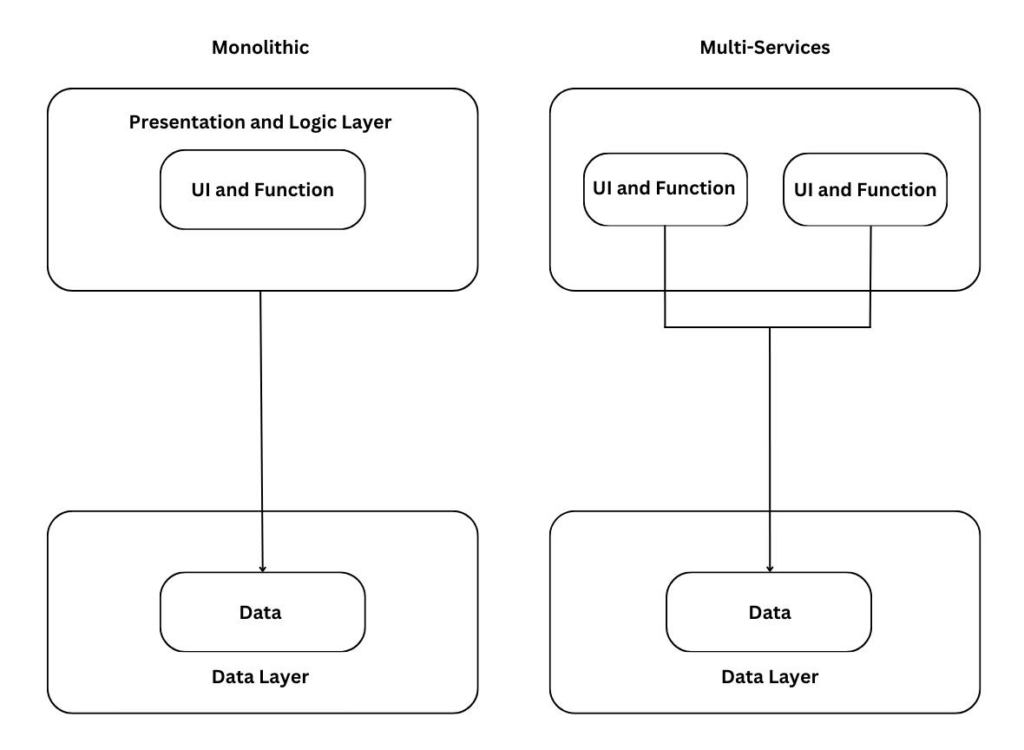 Monolithic
Presentation and Logic Layer
UI and Function
Data
Data Layer
Multi-Services
UI and Function
UI and Function
Data
Data Layer